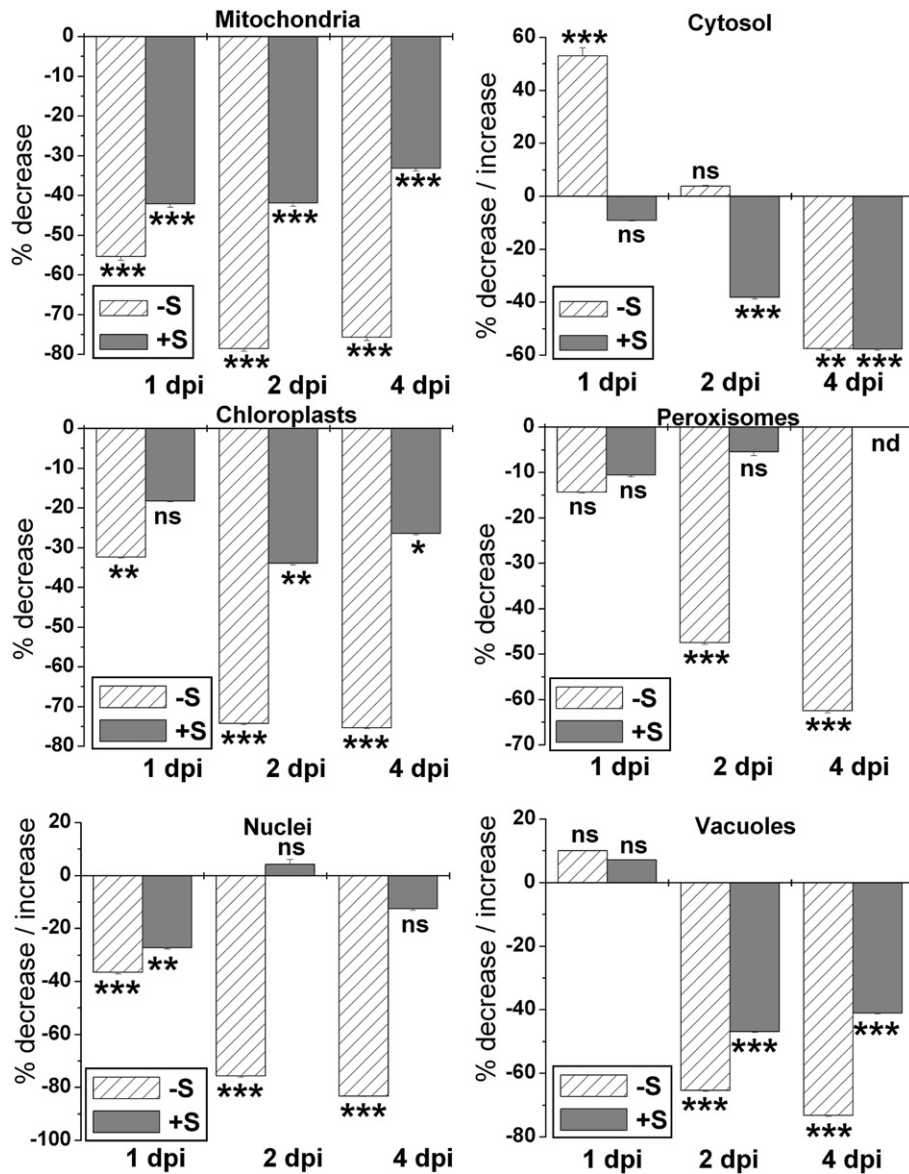 Mitochondria
% decrease
0
-10
-20
-30
-40
-50
-60
-70
-80
***
***
***
***
***
***
-S
+S
1 dpi
2 dpi
4 dpi
Cytosol
% decrease / increase
60
40
20
0
-20
-40
-60
***
ns
ns
***
**
***
-S
+S
1 dpi
2 dpi
4 dpi
Chloroplasts
% decrease
0
-10
-20
-30
-40
-50
-60
-70
-80
**
ns
***
**
***
*
-S
+S
1 dpi
2 dpi
4 dpi
Peroxisomes
% decrease
0
-10
-20
-30
-40
-50
-60
-70
ns
ns
***
ns
***
nd
-S
+S
1 dpi
2 dpi
4 dpi
Nuclei
% decrease / increase
20
0
-20
-40
-60
-80
-100
***
**
***
ns
***
ns
-S
+S
1 dpi
2 dpi
4 dpi
Vacuoles
% decrease / increase
20
0
-20
-40
-60
-80
ns
ns
***
***
***
***
-S
+S
1 dpi
2 dpi
4 dpi